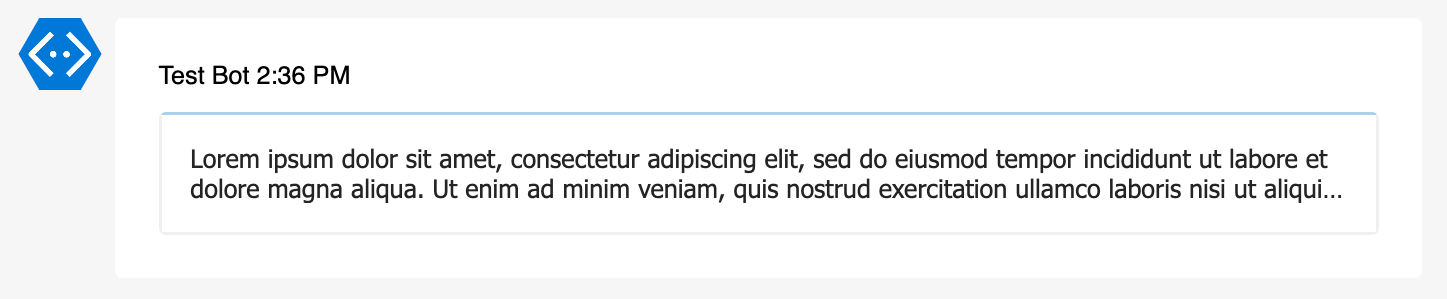 Test Bot 2:36 PM
Lorem ipsum dolor sit amet, consectetur adipiscing elit, sed do eiusmod tempor incididunt ut labore et
dolore magna aliqua. Ut enim ad minim veniam, quis nostrud exercitation ullamco laboris nisi ut aliqui...